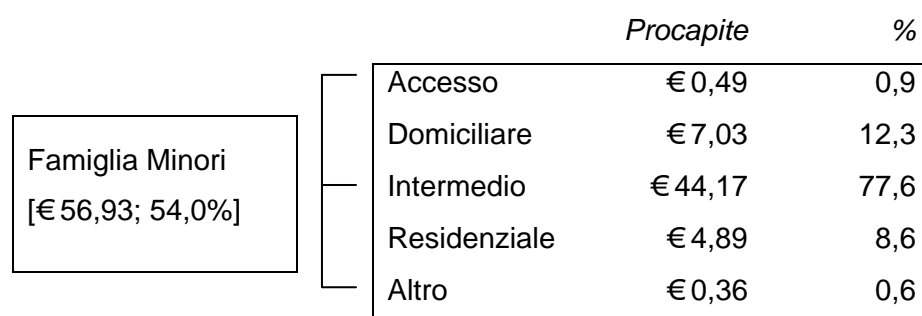 Procapite %
Accesso € 0,49 0,9
Domiciliare € 7,03 12,3
Famiglia Minori
[€ 56,93; 54,0%]
Intermedio € 44,17 77,6
Residenziale € 4,89 8,6
Altro € 0,36 0,6